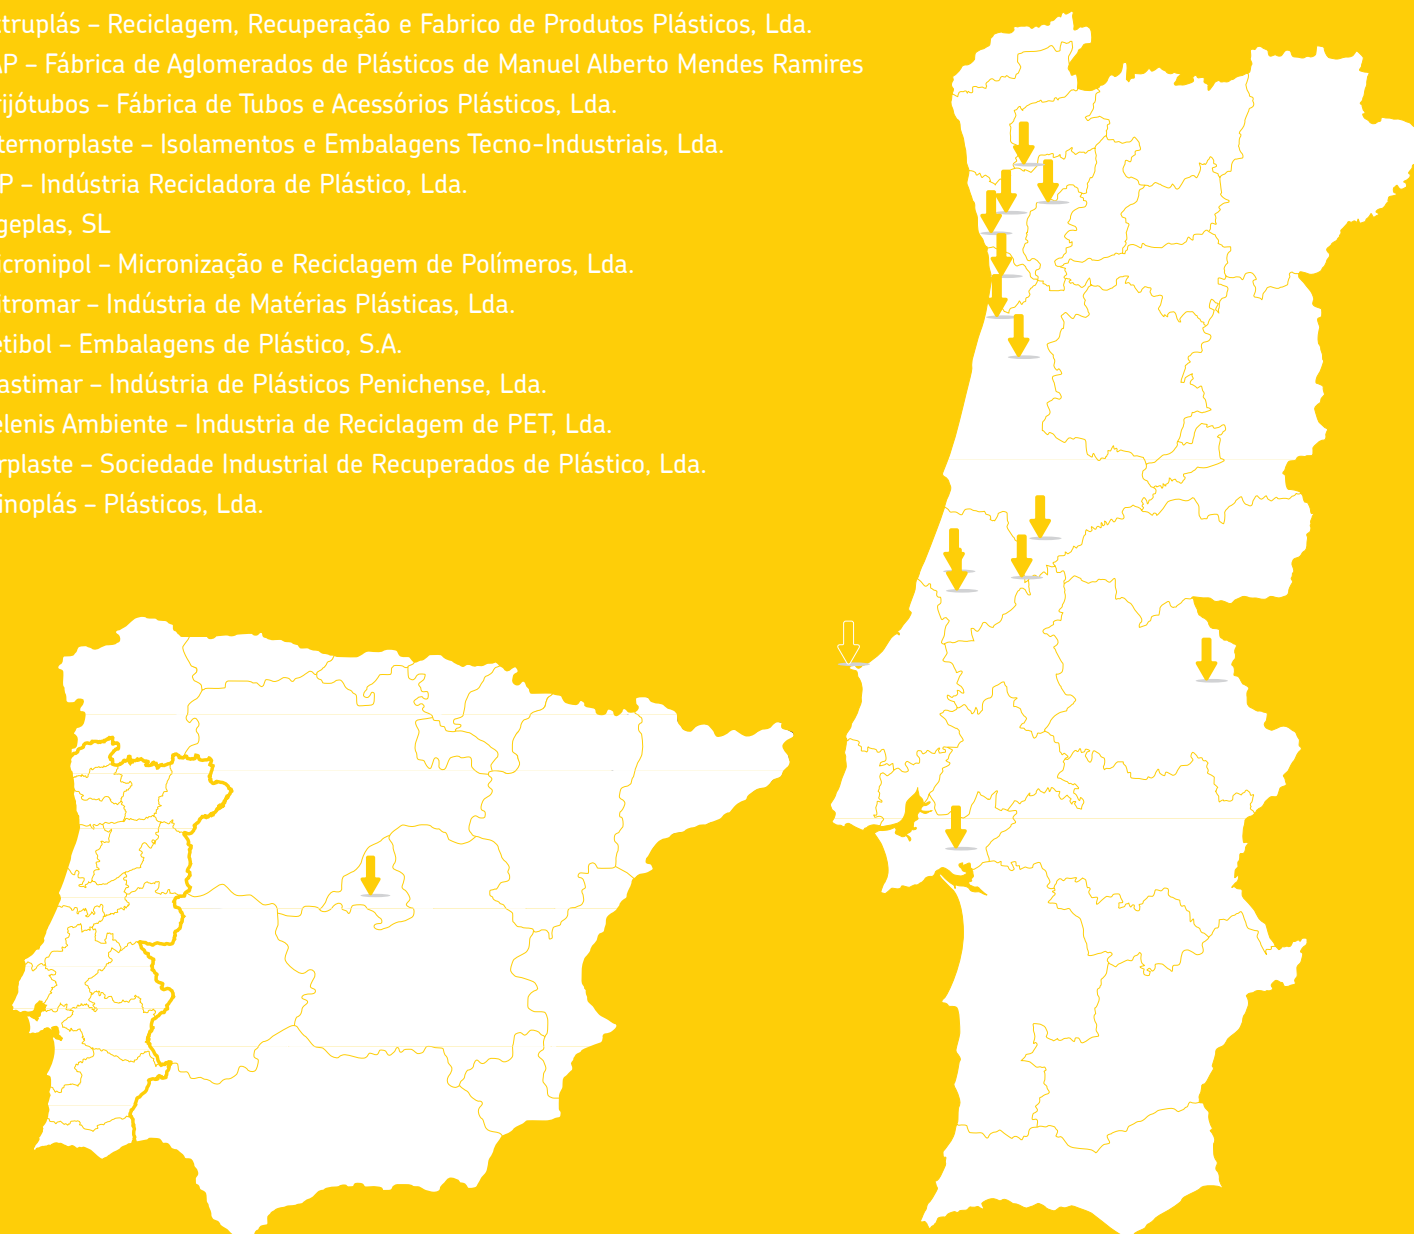 truplás – Reciclagem, Recuperação e Fabrico de Produtos Plásticos, Lda.
AP – Fábrica de Aglomerados de Plásticos de Manuel Alberto Mendes Ramires
ijótubos – Fábrica de Tubos e Acessórios Plásticos, Lda.
ternorplaste – Isolamentos e Embalagens Tecno-Industriais, Lda.
P – Indústria Recicladora de Plástico, Lda.
geplas, SL
icronipol – Micronização e Reciclagem de Polímeros, Lda.
itromar – Indústria de Matérias Plásticas, Lda.
etibol – Embalagens de Plástico, S.A.
astimar – Indústria de Plásticos Penichense, Lda.
elenis Ambiente – Industria de Reciclagem de PET, Lda.
rplaste – Sociedade Industrial de Recuperados de Plástico, Lda.
inoplás – Plásticos, Lda.